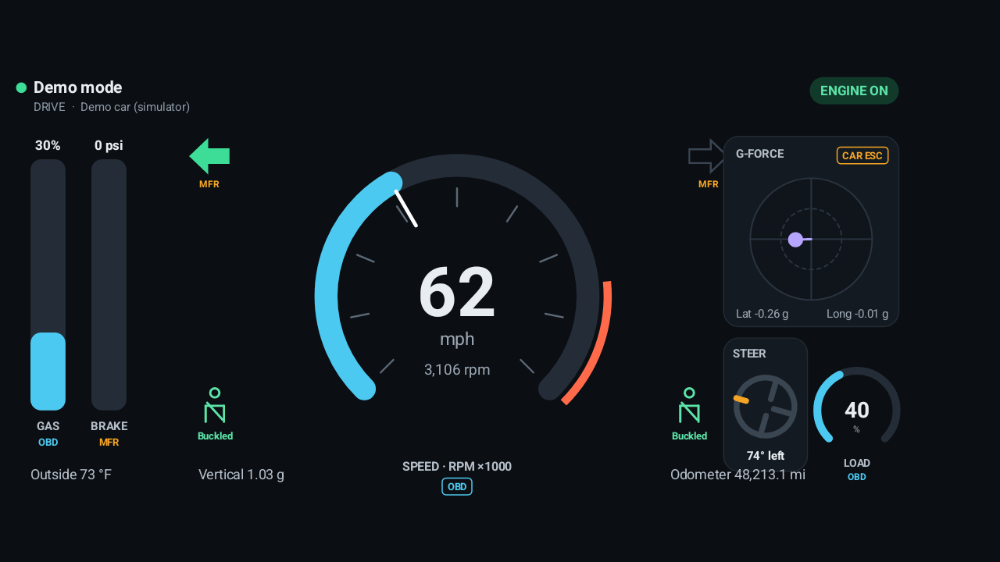 Demo mode
DRIVE · Demo car (simulator)
ENGINE ON
30%
0 psi
GAS
OBD
BRAKE
MFR
MFR
MFR
62
mph
3,106 rpm
G-FORCE
CAR ESC
Lat -0.26 g
Long -0.01 g
STEER
74° left
40
%
LOAD
OBD
Buckled
Buckled
Outside 73 °F
Vertical 1.03 g
SPEED · RPM ×1000
OBD
Odometer 48,213.1 mi